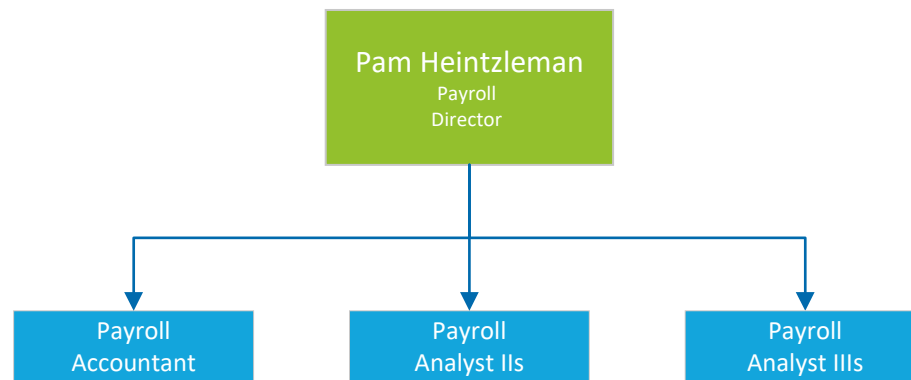 Pam Heintzleman
Payroll
Director
Payroll
Accountant
Payroll
Analyst IIs
Payroll
Analyst IIIs